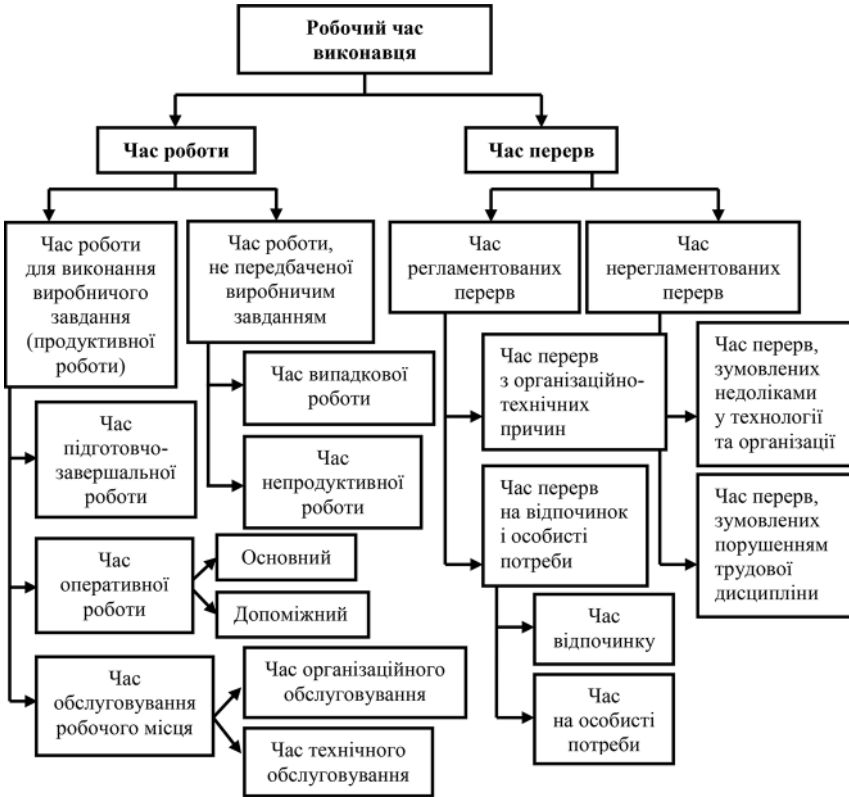 Робочий час
виконавця
Час роботи
Час перерв
Час роботи
для виконання
виробничого
завдання
(продуктивної
роботи)
Час роботи,
не передбаченої
виробничим
завданням
Час
регламентованих
перерв
Час
нерегламентованих
перерв
Час випадкової
роботи
Час
непродуктивної
роботи
Час перерв
з організаційно-
технічних
причин
Час перерв,
зумовлених
недоліками
у технології
та організації
Час
підготовчо-
завершальної
роботи
Час перерв
на відпочинок
і особисті
потреби
Час перерв,
зумовлених
порушенням
трудової
дисципліни
Час
оперативної
роботи
Основний
Допоміжний
Час
відпочинку
Час
на особисті
потреби
Час
обслуговування
робочого місця
Час організаційного
обслуговування
Час технічного
обслуговування